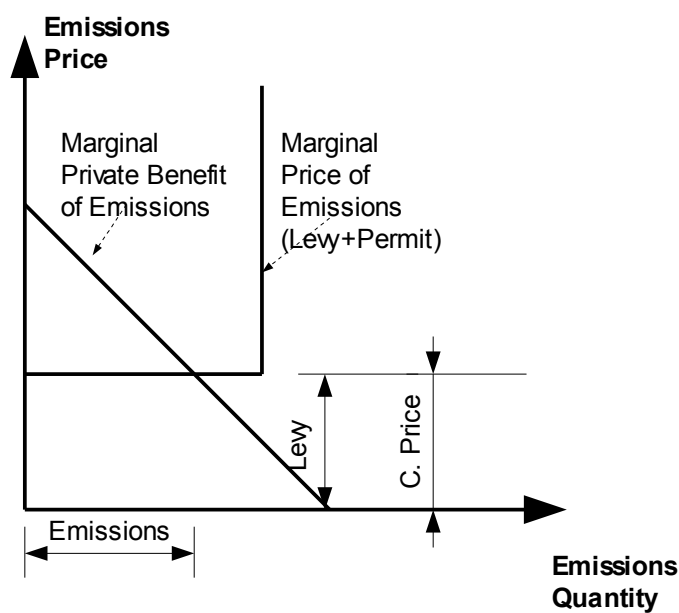 Emissions
Price
Marginal
Private Benefit
of Emissions
Marginal
Price of
Emissions
(Levy+Permit)
Levy
C. Price
Emissions
Emissions
Quantity